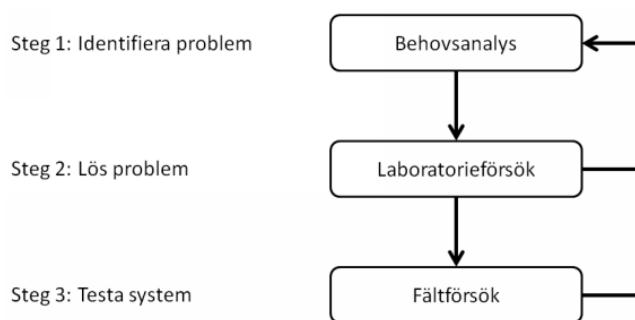 Steg 1: Identifiera problem
Behovsanalys
Steg 2: Lös problem
Laboratorieförsök
Steg 3: Testa system
Fältförsök